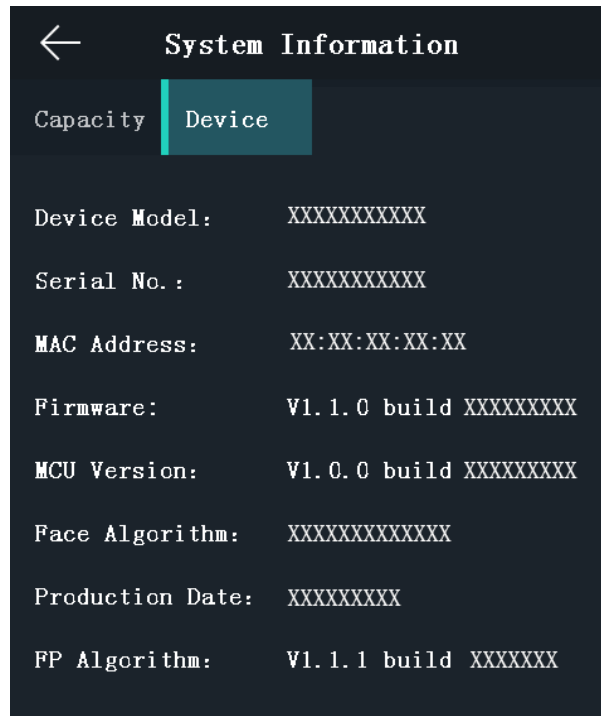 System Information
Capacity Device
Device Model: XXXXXXXXXXX
Serial No.: XXXXXXXXXXX
MAC Address: XX:XX:XX:XX:XX
Firmware: V1.1.0 build XXXXXXXXX
MCU Version: V1.0.0 build XXXXXXXXX
Face Algorithm: XXXXXXXXXXXXX
Production Date: XXXXXXXXX
FP Algorithm: V1.1.1 build XXXXXXX